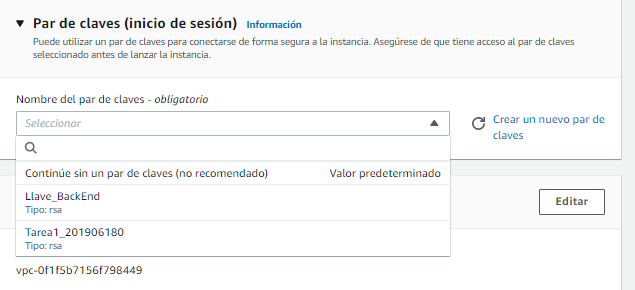 Par de claves (inicio de sesión) Información
Puede utilizar un par de claves para conectarse de forma segura a la instancia. Asegúrese de que tiene acceso al par de claves
seleccionado antes de lanzar la instancia.
Nombre del par de claves - obligatorio
Seleccionar
Crear un nuevo par de
claves
Continúe sin un par de claves (no recomendado) Valor predeterminado
Llave_BackEnd
Tipo: rsa
Tarea1_201906180
Tipo: rsa
Editar
vpc-0f1f5b7156f798449